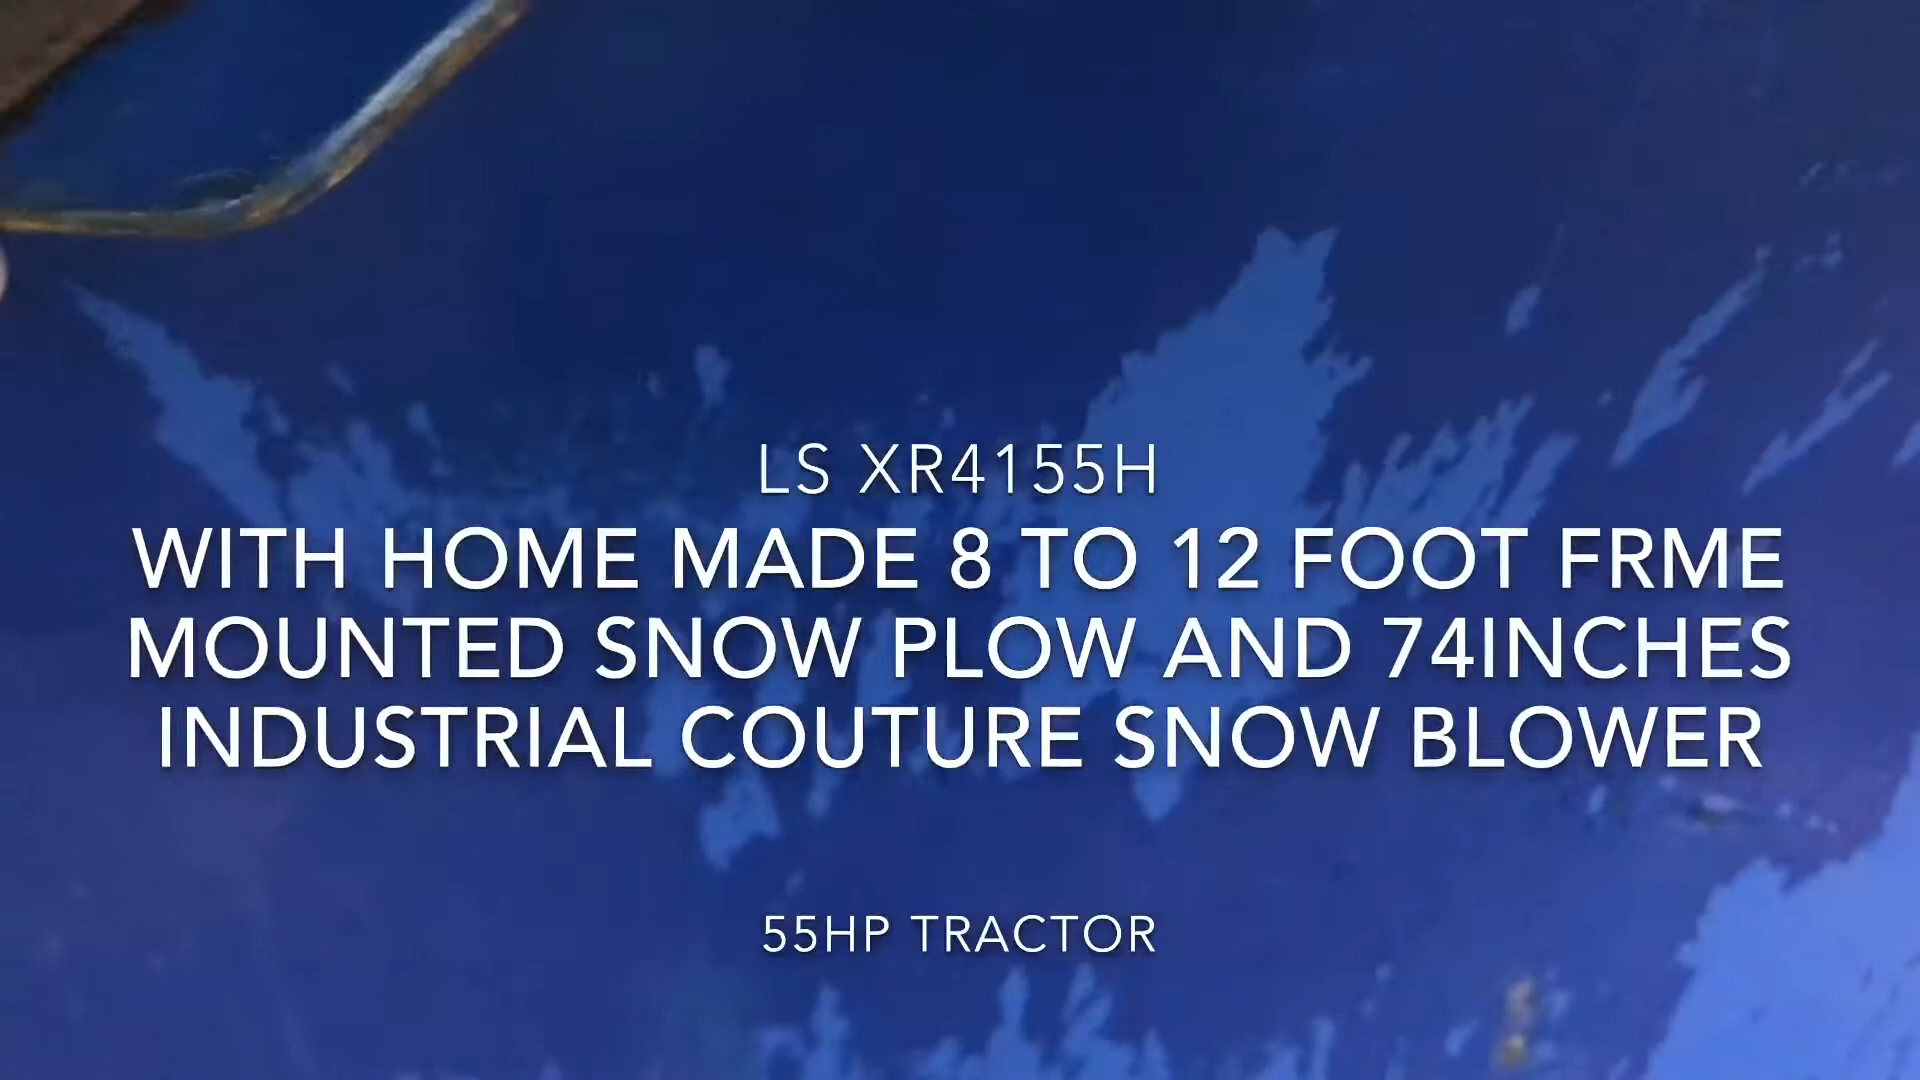 LS XR4155H
WITH HOME MADE 8 TO 12 FOOT FRME
MOUNTED SNOW PLOW AND 74INCHES
INDUSTRIAL COUTURE SNOW BLOWER
55HP TRACTOR